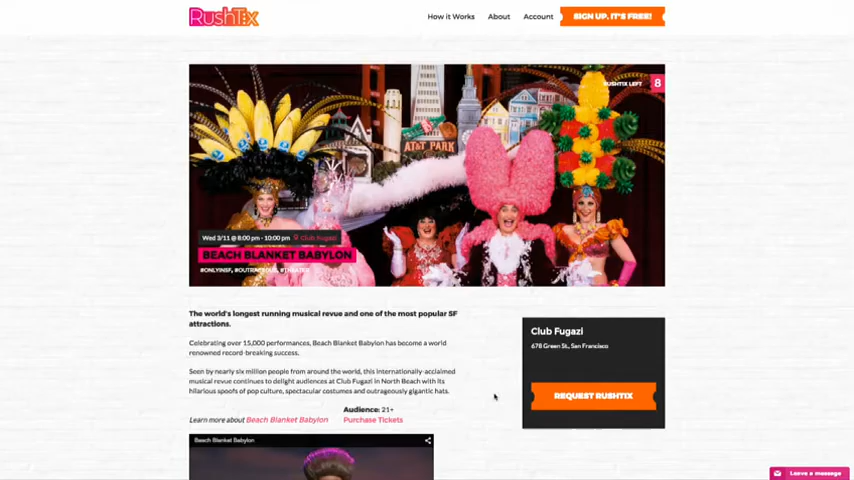 RushTix
How it Works
About
Account
SIGN UP. IT'S FREE!
RUSHTIX LEFT 8
AT&T PARK
Wed 3/11 @ 8:00 pm - 10:00 pm Club Fugazi
BEACH BLANKET BABYLON
#ONLYINSF, #OUTRAGEOUS, #THEATER
The world's longest running musical revue and one of the most popular SF
attractions.
Celebrating over 15,000 performances, Beach Blanket Babylon has become a world
renowned record-breaking success.
Seen by nearly six million people from around the world, this internationally-acclaimed
musical revue continues to delight audiences at Club Fugazi in North Beach with its
hilarious spoofs of pop culture, spectacular costumes and outrageously gigantic hats.
Learn more about Beach Blanket Babylon
Audience: 21+
Purchase Tickets
Club Fugazi
678 Green St., San Francisco
REQUEST RUSHTIX
Beach Blanket Babylon
Leave a message